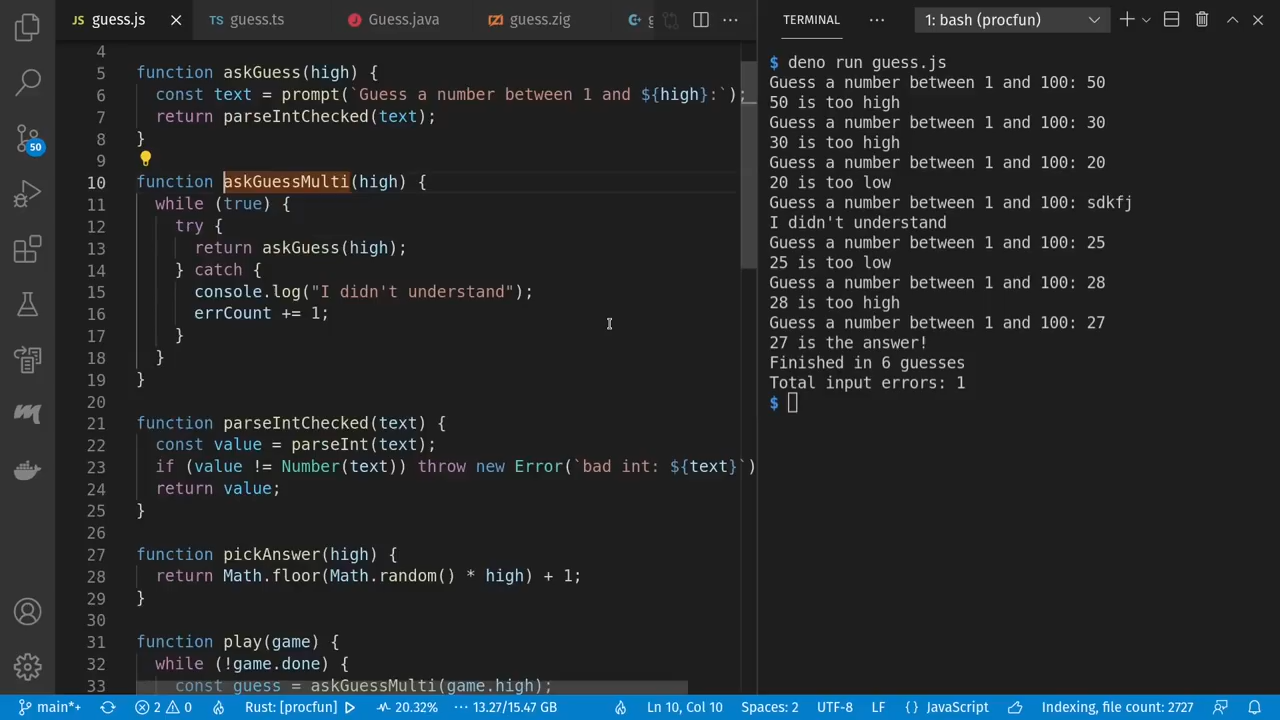 JS guess.js
TS guess.ts
Guess.java
guess.zig
g
TERMINAL
1: bash (procfun)
50
4
5 function askGuess(high) {
6 const text = prompt(`Guess a number between 1 and ${high}:`);
7 return parseIntChecked(text);
8 }
9
10 function askGuessMulti(high) {
11 while (true) {
12 try {
13 return askGuess(high);
14 } catch {
15 console.log("I didn't understand");
16 errCount += 1;
17 }
18 }
19 }
20
21 function parseIntChecked(text) {
22 const value = parseInt(text);
23 if (value != Number(text)) throw new Error(`bad int: ${text}`)
24 return value;
25 }
26
27 function pickAnswer(high) {
28 return Math.floor(Math.random() * high) + 1;
29 }
30
31 function play(game) {
32 while (!game.done) {
33 const guess = askGuessMulti(game.high);
$ deno run guess.js
Guess a number between 1 and 100: 50
50 is too high
Guess a number between 1 and 100: 30
30 is too high
Guess a number between 1 and 100: 20
20 is too low
Guess a number between 1 and 100: sdkfj
I didn't understand
Guess a number between 1 and 100: 25
25 is too low
Guess a number between 1 and 100: 28
28 is too high
Guess a number between 1 and 100: 27
27 is the answer!
Finished in 6 guesses
Total input errors: 1
$
main*+
2 0
Rust: [procfun]
20.32%
13.27/15.47 GB
Ln 10, Col 10
Spaces: 2
UTF-8
LF
{} JavaScript
Indexing, file count: 2727